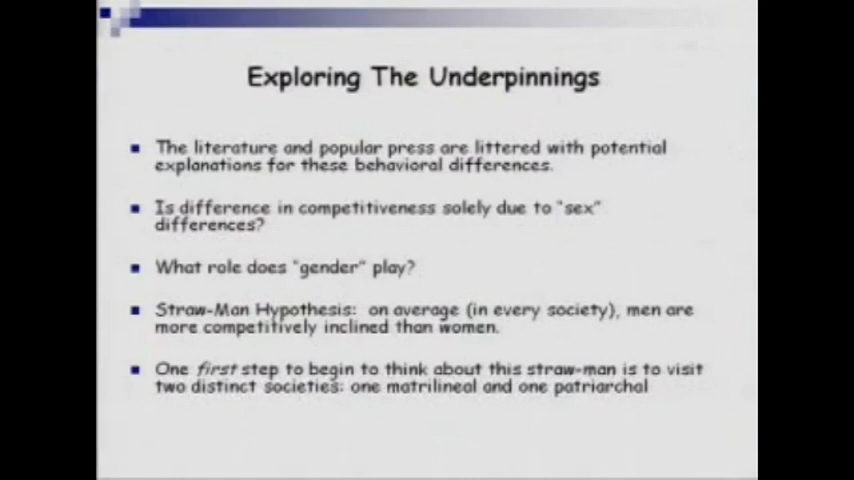 Exploring The Underpinnings
The literature and popular press are littered with potential
explanations for these behavioral differences.
Is difference in competitiveness solely due to "sex"
differences?
What role does "gender" play?
Straw-Man Hypothesis: on average (in every society), men are
more competitively inclined than women.
One first step to begin to think about this straw-man is to visit
two distinct societies: one matrilineal and one patriarchal